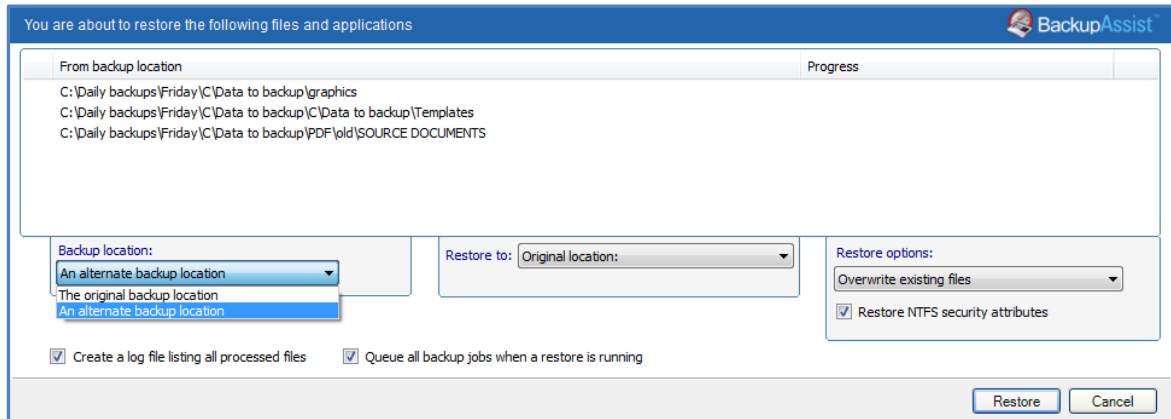 You are about to restore the following files and applications
BackupAssist™
From backup location
Progress
C:\Daily backups\Friday\C\Data to backup\graphics
C:\Daily backups\Friday\C\Data to backup\C\Data to backup\Templates
C:\Daily backups\Friday\C\Data to backup\PDF\old\SOURCE DOCUMENTS
Backup location:
An alternate backup location
The original backup location
An alternate backup location
Restore to: Original location:
Restore options:
Overwrite existing files
Restore NTFS security attributes
Create a log file listing all processed files
Queue all backup jobs when a restore is running
Restore
Cancel